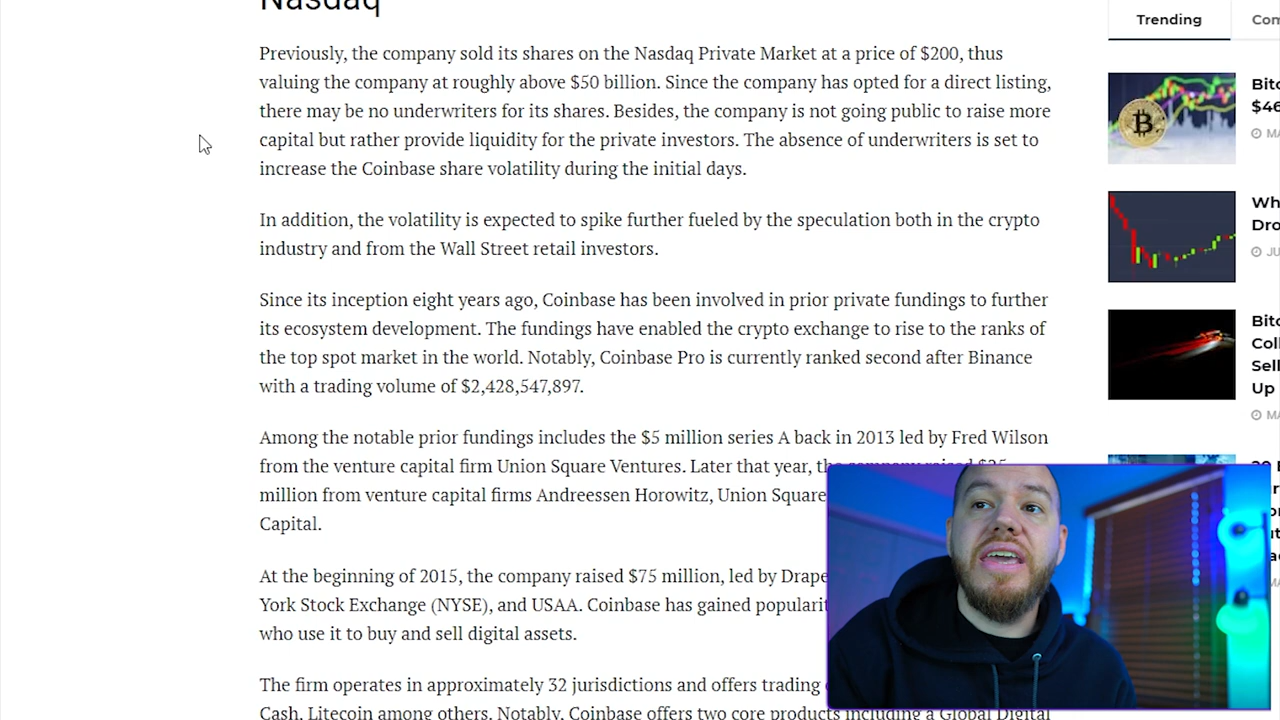 Nasdaq
Previously, the company sold its shares on the Nasdaq Private Market at a price of $200, thus
valuing the company at roughly above $50 billion. Since the company has opted for a direct listing,
there may be no underwriters for its shares. Besides, the company is not going public to raise more
capital but rather provide liquidity for the private investors. The absence of underwriters is set to
increase the Coinbase share volatility during the initial days.
In addition, the volatility is expected to spike further fueled by the speculation both in the crypto
industry and from the Wall Street retail investors.
Since its inception eight years ago, Coinbase has been involved in prior private fundings to further
its ecosystem development. The fundings have enabled the crypto exchange to rise to the ranks of
the top spot market in the world. Notably, Coinbase Pro is currently ranked second after Binance
with a trading volume of $2,428,547,897.
Among the notable prior fundings includes the $5 million series A back in 2013 led by Fred Wilson
from the venture capital firm Union Square Ventures. Later that year, the company raised $25
million from venture capital firms Andreessen Horowitz, Union Square
Capital.
At the beginning of 2015, the company raised $75 million, led by Drape
York Stock Exchange (NYSE), and USAA. Coinbase has gained populari
who use it to buy and sell digital assets.
The firm operates in approximately 32 jurisdictions and offers trading
Cash, Litecoin among others. Notably, Coinbase offers two core products including a Global Digital
Trending
Con
Bitc
$46
MA
Wh
Dro
JU
Bitc
Coll
Sell
Up
MA